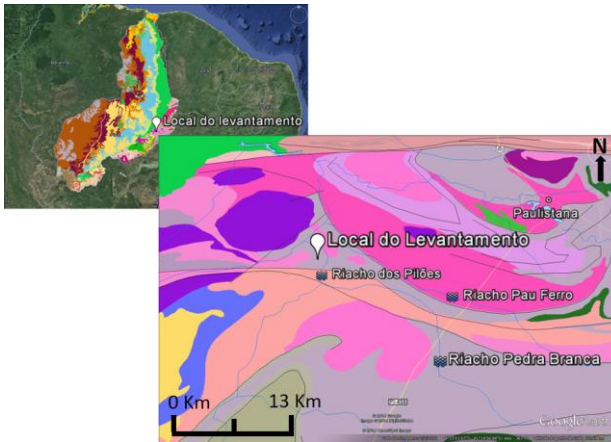 Local do levantamento
N
Paulistana
Local do Levantamento
Riacho dos Pilões
Riacho Pau Ferro
Riacho Pedra Branca
0 Km
13 Km
Google earth